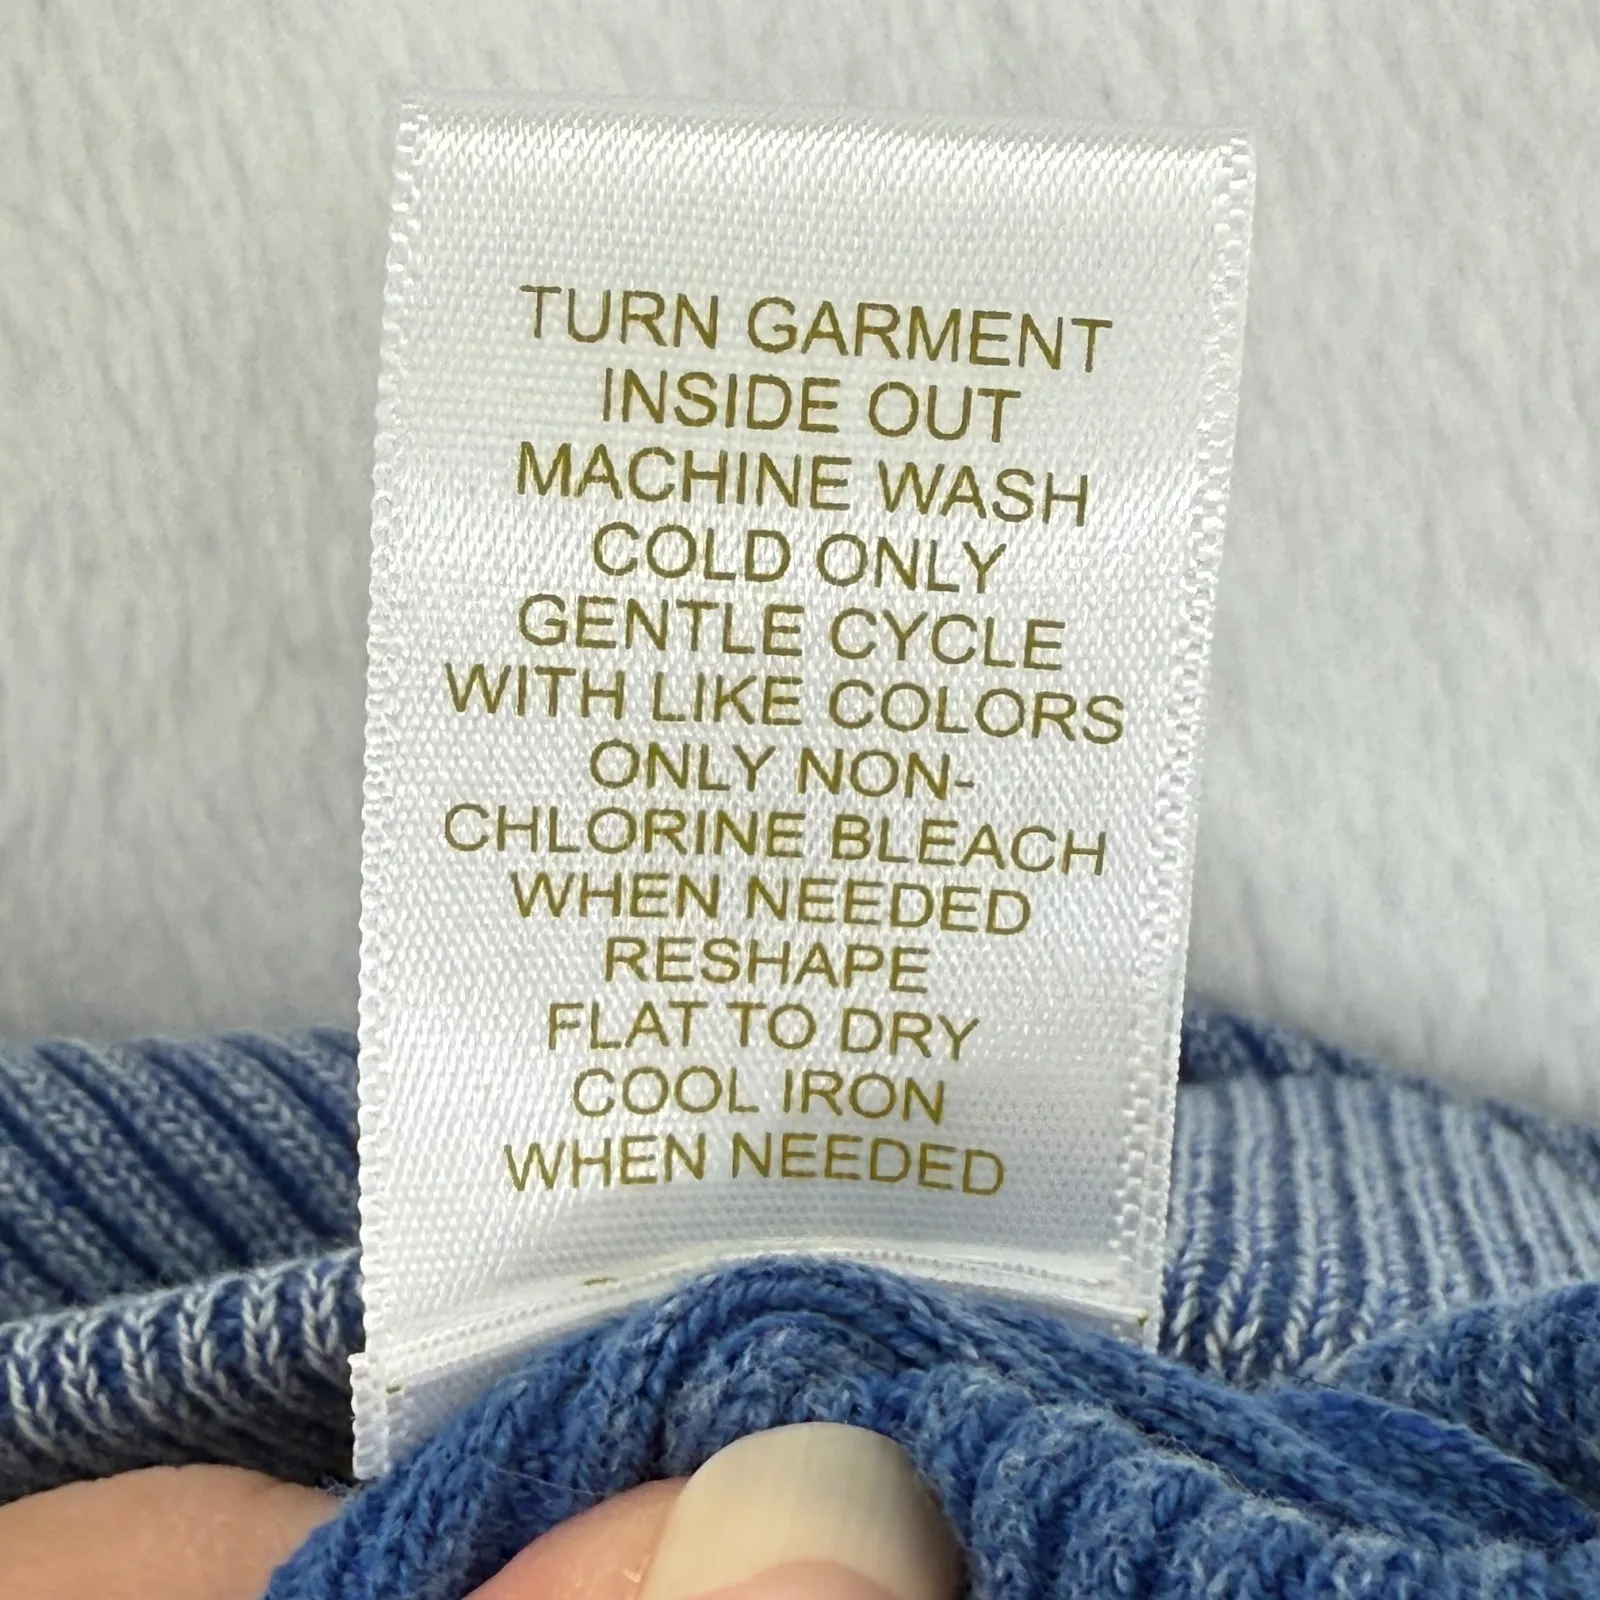 TURN GARMENT
INSIDE OUT
MACHINE WASH
COLD ONLY
GENTLE CYCLE
WITH LIKE COLORS
ONLY NON-
CHLORINE BLEACH
WHEN NEEDED
RESHAPE
FLAT TO DRY
COOL IRON
WHEN NEEDED